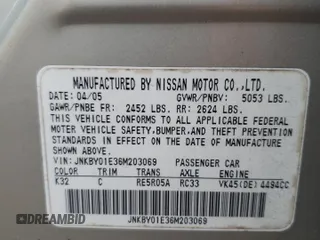 MANUFACTURED BY NISSAN MOTOR CO.,LTD.
DATE: 04/05 GVWR/PNBV: 5053 LBS.
GAWR/PNBE FR: 2452 LBS. RR: 2624 LBS.
THIS VEHICLE CONFORMS TO ALL APPLICABLE FEDERAL
MOTOR VEHICLE SAFETY,BUMPER,AND THEFT PREVENTION
STANDARDS IN EFFECT ON THE DATE OF MANUFACTURE
SHOWN ABOVE.
VIN: JNKBY01E36M203069 PASSENGER CAR
COLOR TRIM TRANS AXLE ENGINE
K32 C RE5R05A RC33 VK45(DE) 4494CC
JNKBY01E36M203069
DREAMBID